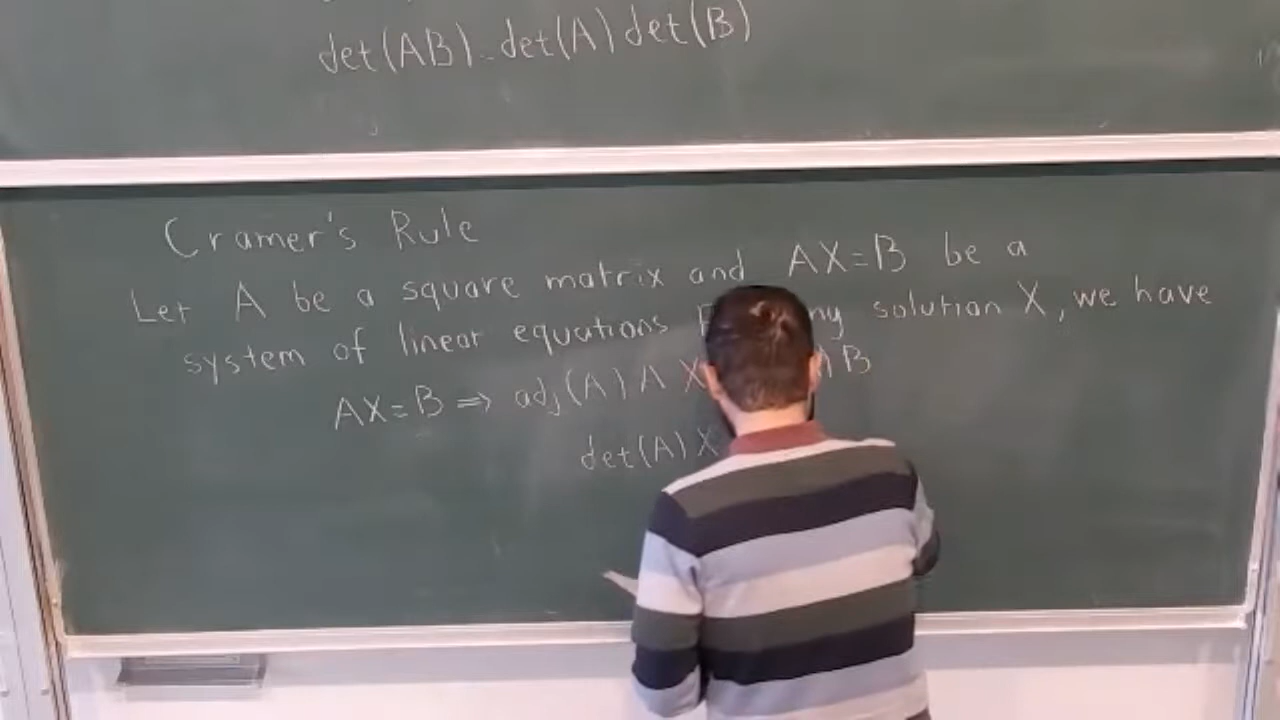 det(AB) = det(A) det(B)
Cramer's Rule
Let A be a square matrix and AX=B be a
system of linear equations solution X, we have
AX=B ⇒ adj(A) A X B
det(A) X